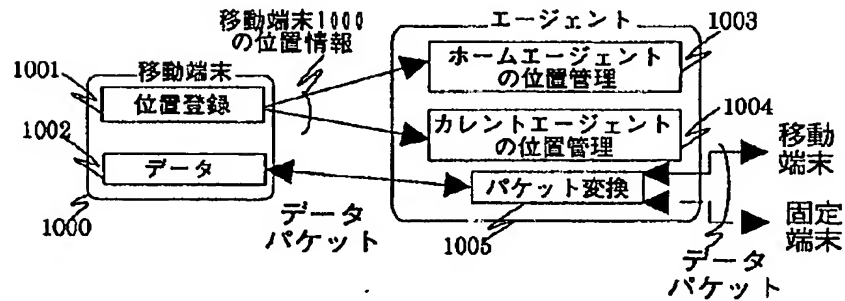 移動端末1000
の位置情報
エージェント
1003
ホームエージェント
の位置管理
1001
移動端末
位置登録
1004
カレントエージェント
の位置管理
1002
データ
移動
端末
パケット変換
1000
データ
パケット
1005
固定
端末
データ
パケット